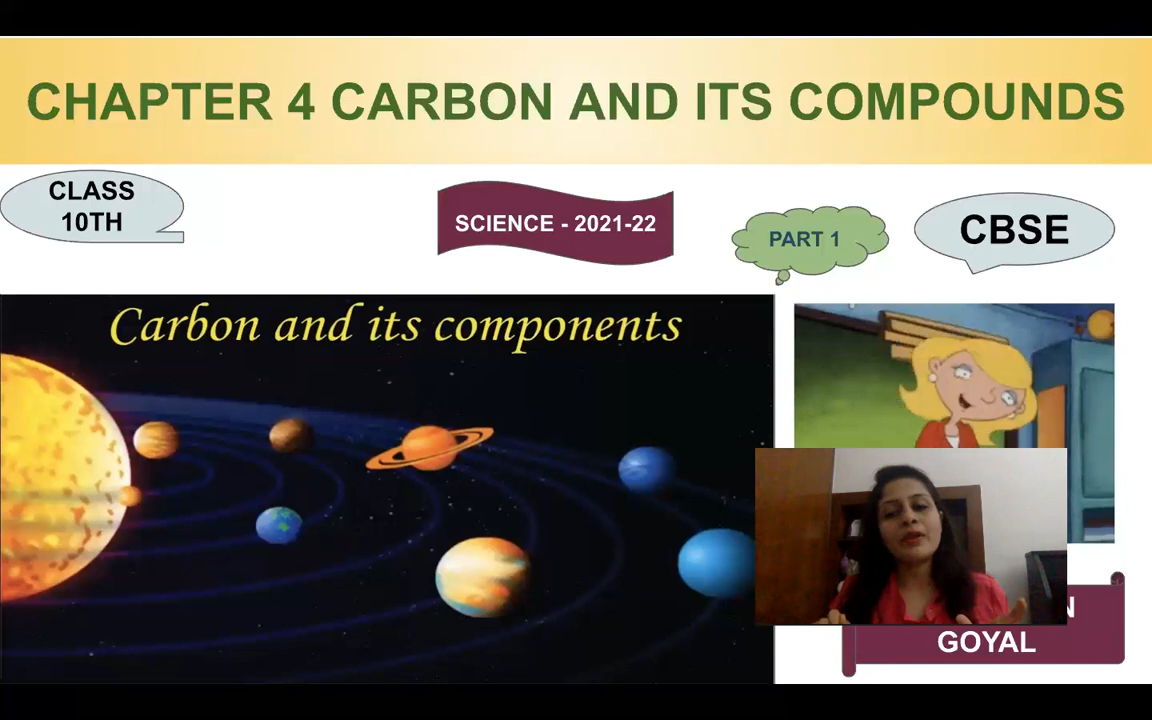 CHAPTER 4 CARBON AND ITS COMPOUNDS
CLASS
10TH
SCIENCE - 2021-22
PART 1
CBSE
Carbon and its components
GOYAL